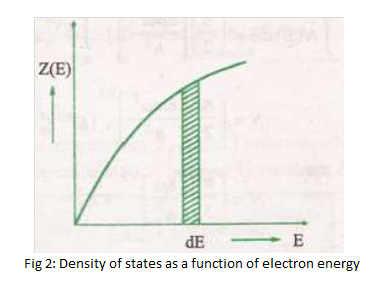 Z(E)
dE
E
Fig 2: Density of states as a function of electron energy